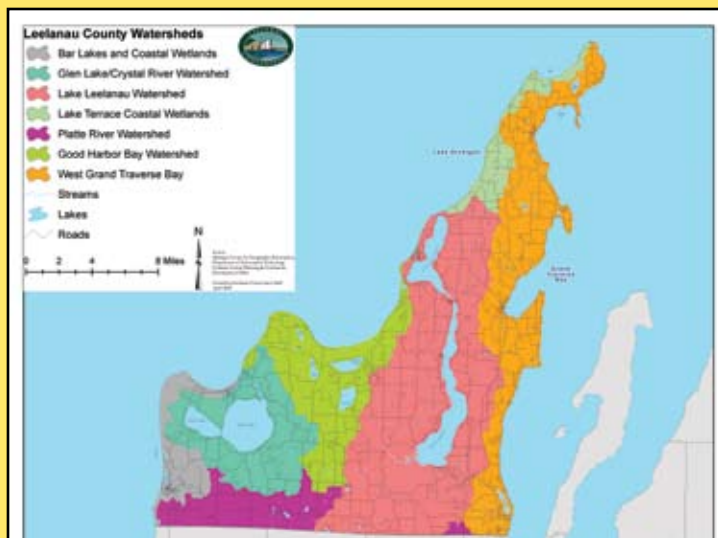 Leelanau County Watersheds
Bar Lakes and Coastal Wetlands
Glen Lake/Crystal River Watershed
Lake Leelanau Watershed
Lake Terrace Coastal Wetlands
Platte River Watershed
Good Harbor Bay Watershed
West Grand Traverse Bay
Streams
Lakes
Roads
N
0 2 4 8 Miles
Lake Michigan
Grand
Traverse
Bay